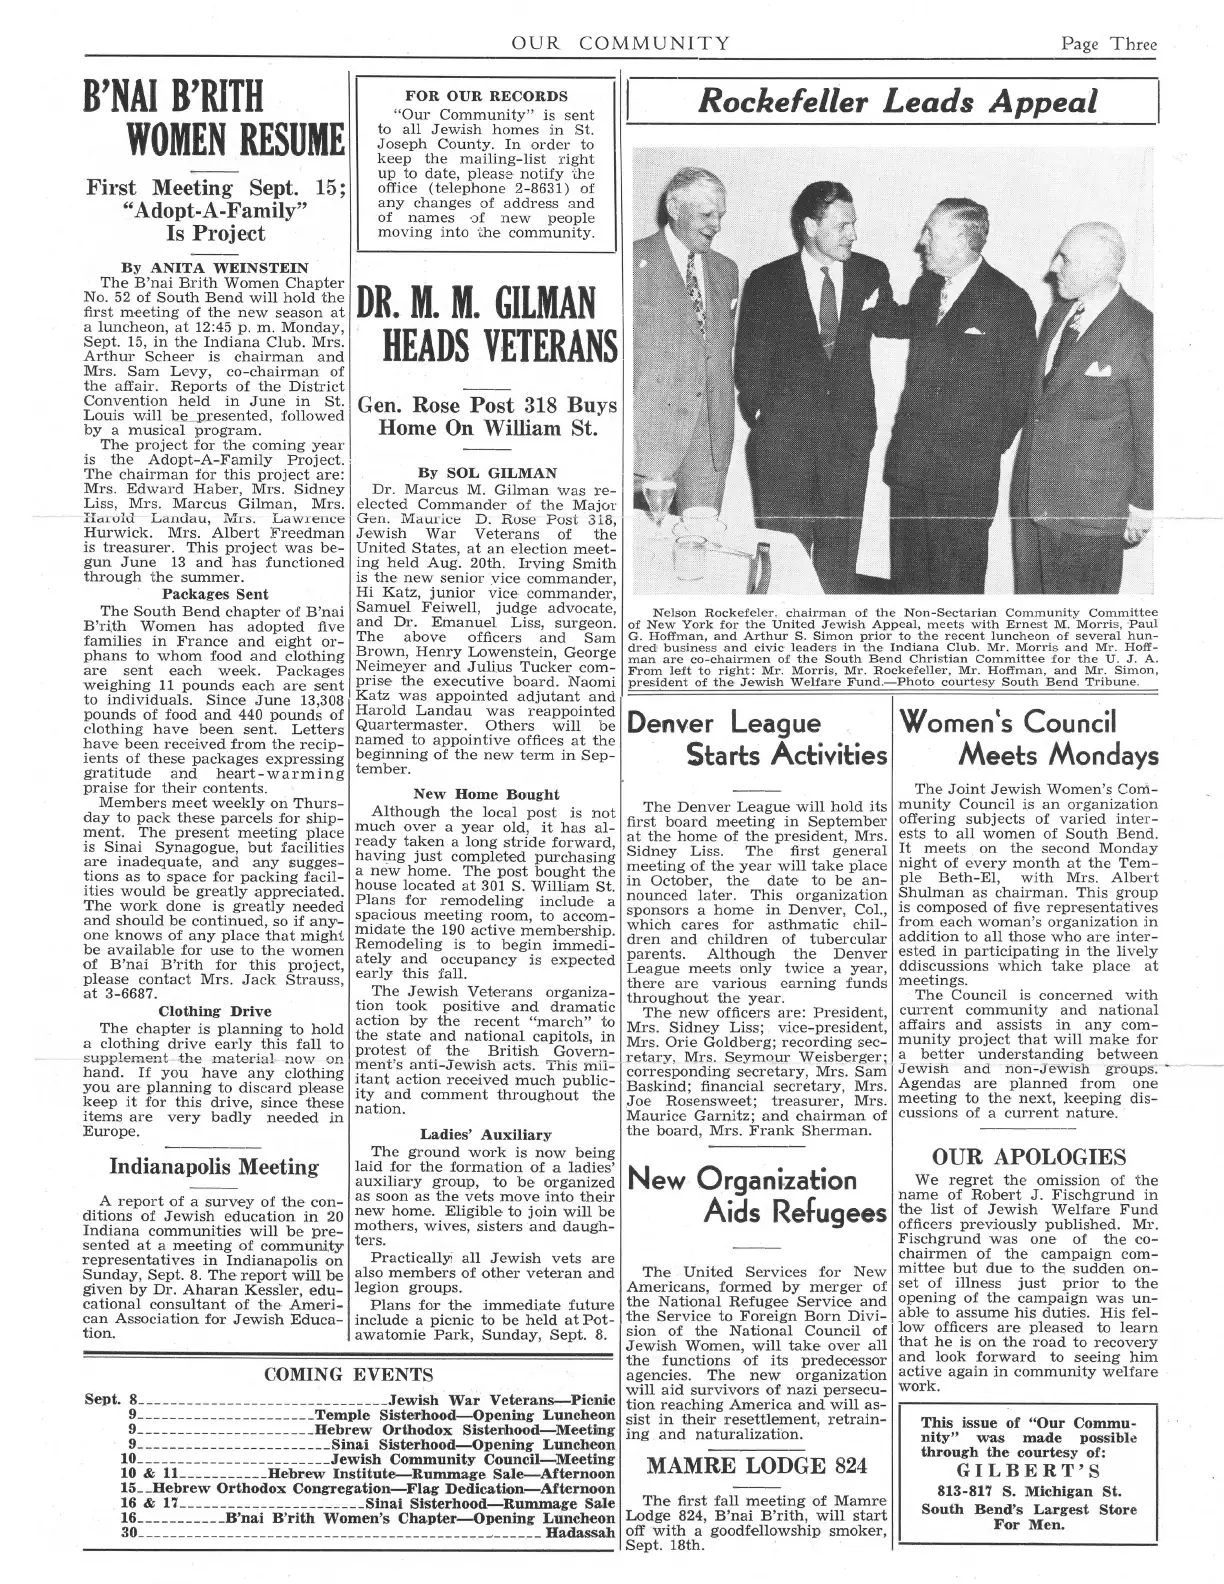 OUR COMMUNITY
Page Three
B'NAI B'RITH
WOMEN RESUME
First Meeting Sept. 15;
"Adopt-A-Family"
Is Project
By ANITA WEINSTEIN
The B'nai Brith Women Chapter
No. 52 of South Bend will hold the
first meeting of the new season at
a luncheon, at 12:45 p. m. Monday,
Sept. 15, in the Indiana Club. Mrs.
Arthur Scheer is chairman and
Mrs. Sam Levy, co-chairman of
the affair. Reports of the District
Convention held in June in St.
Louis will be presented, followed
by a musical program.
The project for the coming year
is the Adopt-A-Family Project.
The chairman for this project are:
Mrs. Edward Haber, Mrs. Sidney
Liss, Mrs. Marcus Gilman, Mrs.
Harold Landau, Mrs. Lawrence
Hurwick. Mrs. Albert Freedman
is treasurer. This project was be-
gun June 13 and has functioned
through the summer.
Packages Sent
The South Bend chapter of B'nai
B'rith Women has adopted five
families in France and eight or-
phans to whom food and clothing
are sent each week. Packages
weighing 11 pounds each are sent
to individuals. Since June 13,308
pounds of food and 440 pounds of
clothing have been sent. Letters
have been received from the recip-
ients of these packages expressing
gratitude and heart-warming
praise for their contents.
Members meet weekly on Thurs-
day to pack these parcels for ship-
ment. The present meeting place
is Sinai Synagogue, but facilities
are inadequate, and any sugges-
tions as to space for packing facil-
ities would be greatly appreciated.
The work done is greatly needed
and should be continued, so if any-
one knows of any place that might
be available for use to the women
of B'nai B'rith for this project,
please contact Mrs. Jack Strauss,
at 3-6687.
Clothing Drive
The chapter is planning to hold
a clothing drive early this fall to
supplement the material now on
hand. If you have any clothing
you are planning to discard please
keep it for this drive, since these
items are very badly needed in
Europe.
Indianapolis Meeting
A report of a survey of the con-
ditions of Jewish education in 20
Indiana communities will be pre-
sented at a meeting of community
representatives in Indianapolis on
Sunday, Sept. 8. The report will be
given by Dr. Aharan Kessler, edu-
cational consultant of the Ameri-
can Association for Jewish Educa-
tion.
FOR OUR RECORDS
"Our Community" is sent
to all Jewish homes in St.
Joseph County. In order to
keep the mailing-list right
up to date, please notify the
office (telephone 2-8631) of
any changes of address and
of names of new people
moving into the community.
DR. M. M. GILMAN
HEADS VETERANS
Gen. Rose Post 318 Buys
Home On William St.
By SOL GILMAN
Dr. Marcus M. Gilman was re-
elected Commander of the Major
Gen. Maurice D. Rose Post 318,
Jewish War Veterans of the
United States, at an election meet-
ing held Aug. 20th. Irving Smith
is the new senior vice commander,
Hi Katz, junior vice commander,
Samuel Feiwell, judge advocate,
and Dr. Emanuel Liss, surgeon.
The above officers and Sam
Brown, Henry Lowenstein, George
Neimeyer and Julius Tucker com-
prise the executive board. Naomi
Katz was appointed adjutant and
Harold Landau was reappointed
Quartermaster. Others will be
named to appointive offices at the
beginning of the new term in Sep-
tember.
New Home Bought
Although the local post is not
much over a year old, it has al-
ready taken a long stride forward,
having just completed purchasing
a new home. The post bought the
house located at 301 S. William St.
Plans for remodeling include a
spacious meeting room, to accom-
midate the 190 active membership.
Remodeling is to begin immedi-
ately and occupancy is expected
early this fall.
The Jewish Veterans organiza-
tion took positive and dramatic
action by the recent "march" to
the state and national capitols, in
protest of the British Govern-
ment's anti-Jewish acts. This mil-
itant action received much public-
ity and comment throughout the
nation.
Ladies' Auxiliary
The ground work is now being
laid for the formation of a ladies'
auxiliary group, to be organized
as soon as the vets move into their
new home. Eligible to join will be
mothers, wives, sisters and daugh-
ters.
Practically all Jewish vets are
also members of other veteran and
legion groups.
Plans for the immediate future
include a picnic to be held at Pot-
awatomie Park, Sunday, Sept. 8.
COMING EVENTS
Sept. 8 Jewish War Veterans—Picnic
9 Temple Sisterhood—Opening Luncheon
9 Hebrew Orthodox Sisterhood—Meeting
9 Sinai Sisterhood—Opening Luncheon
10 Jewish Community Council—Meeting
10 & 11 Hebrew Institute—Rummage Sale—Afternoon
15 Hebrew Orthodox Congregation—Flag Dedication—Afternoon
16 & 17 Sinai Sisterhood—Rummage Sale
16 B'nai B'rith Women's Chapter—Opening Luncheon
30 Hadassah
Rockefeller Leads Appeal
Nelson Rockefeler, chairman of the Non-Sectarian Community Committee
of New York for the United Jewish Appeal, meets with Ernest M. Morris, Paul
G. Hoffman, and Arthur S. Simon prior to the recent luncheon of several hun-
dred business and civic leaders in the Indiana Club. Mr. Morris and Mr. Hoff-
man are co-chairmen of the South Bend Christian Committee for the U. J. A.
From left to right: Mr. Morris, Mr. Rockefeller, Mr. Hoffman, and Mr. Simon,
president of the Jewish Welfare Fund.—Photo courtesy South Bend Tribune.
Denver League
Starts Activities
The Denver League will hold its
first board meeting in September
at the home of the president, Mrs.
Sidney Liss. The first general
meeting of the year will take place
in October, the date to be an-
nounced later. This organization
sponsors a home in Denver, Col.,
which cares for asthmatic chil-
dren and children of tubercular
parents. Although the Denver
League meets only twice a year,
there are various earning funds
throughout the year.
The new officers are: President,
Mrs. Sidney Liss; vice-president,
Mrs. Orie Goldberg; recording sec-
retary, Mrs. Seymour Weisberger;
corresponding secretary, Mrs. Sam
Baskind; financial secretary, Mrs.
Joe Rosensweet; treasurer, Mrs.
Maurice Garnitz; and chairman of
the board, Mrs. Frank Sherman.
New Organization
Aids Refugees
The United Services for New
Americans, formed by merger of
the National Refugee Service and
the Service to Foreign Born Divi-
sion of the National Council of
Jewish Women, will take over all
the functions of its predecessor
agencies. The new organization
will aid survivors of nazi persecu-
tion reaching America and will as-
sist in their resettlement, retrain-
ing and naturalization.
MAMRE LODGE 824
The first fall meeting of Mamre
Lodge 824, B'nai B'rith, will start
off with a goodfellowship smoker,
Sept. 18th.
Women's Council
Meets Mondays
The Joint Jewish Women's Com-
munity Council is an organization
offering subjects of varied inter-
ests to all women of South Bend.
It meets on the second Monday
night of every month at the Tem-
ple Beth-El, with Mrs. Albert
Shulman as chairman. This group
is composed of five representatives
from each woman's organization in
addition to all those who are inter-
ested in participating in the lively
ddiscussions which take place at
meetings.
The Council is concerned with
current community and national
affairs and assists in any com-
munity project that will make for
a better understanding between
Jewish and non-Jewish groups.
Agendas are planned from one
meeting to the next, keeping dis-
cussions of a current nature.
OUR APOLOGIES
We regret the omission of the
name of Robert J. Fischgrund in
the list of Jewish Welfare Fund
officers previously published. Mr.
Fischgrund was one of the co-
chairmen of the campaign com-
mittee but due to the sudden on-
set of illness just prior to the
opening of the campaign was un-
able to assume his duties. His fel-
low officers are pleased to learn
that he is on the road to recovery
and look forward to seeing him
active again in community welfare
work.
This issue of "Our Commu-
nity" was made possible
through the courtesy of:
GILBERT'S
813-817 S. Michigan St.
South Bend's Largest Store
For Men.